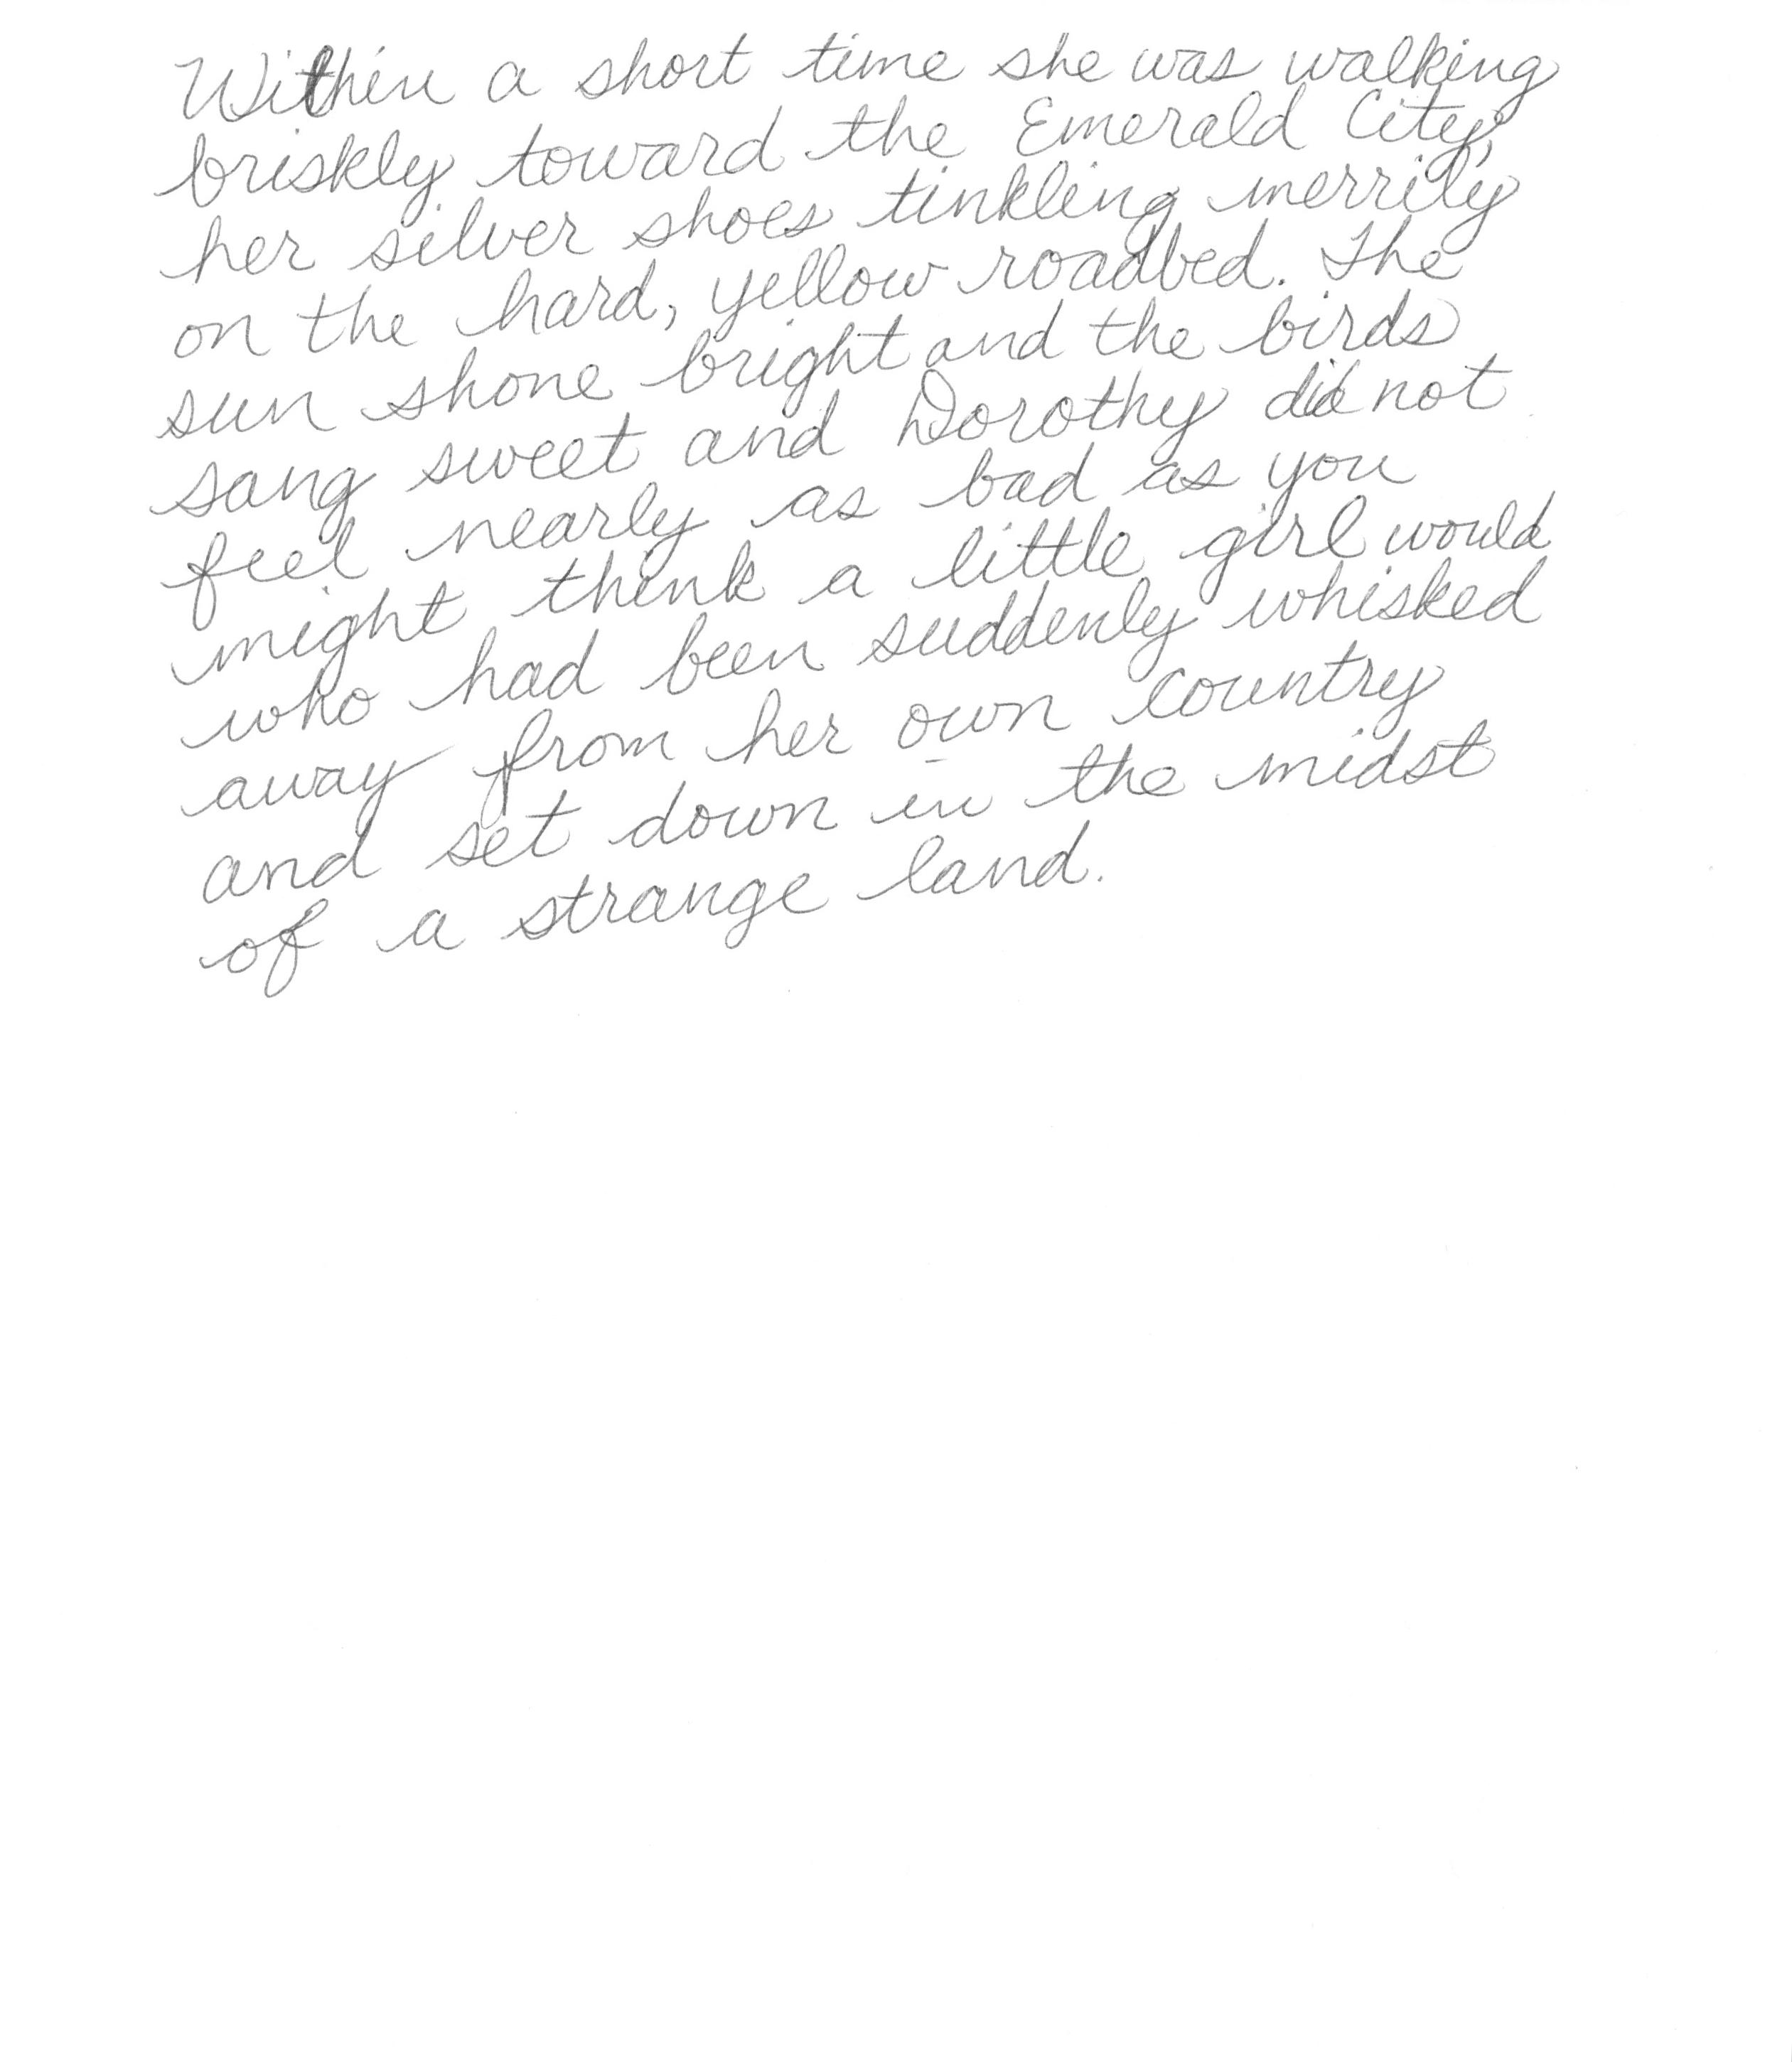 Within a short time she was walking
briskly toward the Emerald City,
her silver shoes tinkling merrily
on the hard, yellow roadbed. The
sun shone bright and the birds
sang sweet and Dorothy did not
feel nearly as bad as you
might think a little girl would
who had been suddenly whisked
away from her own country
and set down in the midst
of a strange land.